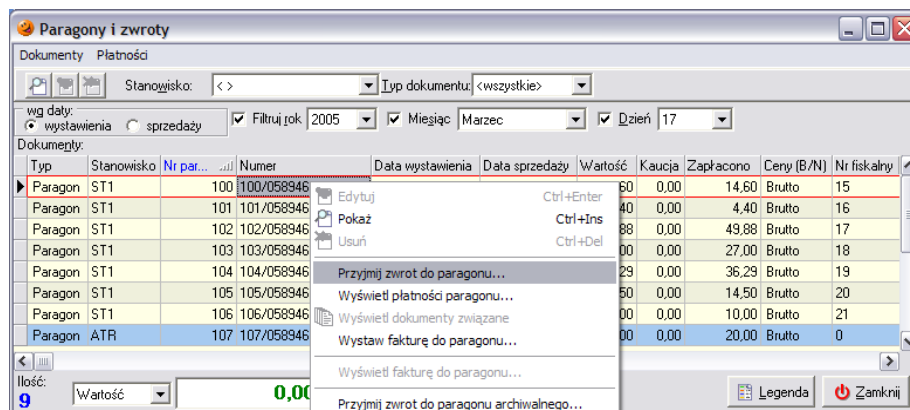 Paragony i zwroty
Dokumenty Płatności
Stanowisko: < > Typ dokumentu: <wszystkie>
wg daty:
wystawienia sprzedaży Filtruj rok 2005 Miesiąc Marzec Dzień 17
Dokumenty:
Typ Stanowisko Nr par... Numer Data wystawienia Data sprzedaży Wartość Kaucja Zapłacono Ceny (B/N) Nr fiskalny
Paragon ST1 100 100/058946 60 0,00 14,60 Brutto 15
Edytuj Ctrl+Enter
Paragon ST1 101 101/058946 40 0,00 4,40 Brutto 16
Pokaż Ctrl+Ins
Paragon ST1 102 102/058946 88 0,00 49,88 Brutto 17
Usuń Ctrl+Del
Paragon ST1 103 103/058946 00 0,00 27,00 Brutto 18
Przyjmij zwrot do paragonu...
Paragon ST1 104 104/058946 29 0,00 36,29 Brutto 19
Wyświetl płatności paragonu...
Paragon ST1 105 105/058946 50 0,00 14,50 Brutto 20
Wyświetl dokumenty związane
Paragon ST1 106 106/058946 00 0,00 10,00 Brutto 21
Wystaw fakturę do paragonu...
Paragon ATR 107 107/058946 00 0,00 20,00 Brutto 0
Wyświetl fakturę do paragonu...
Ilość:
9 Wartość 0,00 Legenda Zamknij
Przyjmij zwrot do paragonu archiwalnego...